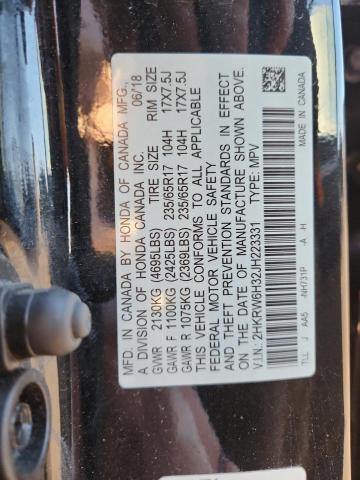 MFD. IN CANADA BY HONDA OF CANADA MFG.,
A DIVISION OF HONDA CANADA INC. 06/18
TIRE SIZE RIM SIZE
GVWR 2130KG (4695LBS)
GAWR F 1100KG (2425LBS) 235/65R17 104H 17X7.5J
GAWR R 1075KG (2369LBS) 235/65R17 104H 17X7.5J
THIS VEHICLE CONFORMS TO ALL APPLICABLE
FEDERAL MOTOR VEHICLE SAFETY
AND THEFT PREVENTION STANDARDS IN EFFECT
ON THE DATE OF MANUFACTURE SHOWN ABOVE.
V.I.N.: 2HKRW6H32JH223331 TYPE: MPV
TLL J AA5 -NH731P -A -H MADE IN CANADA